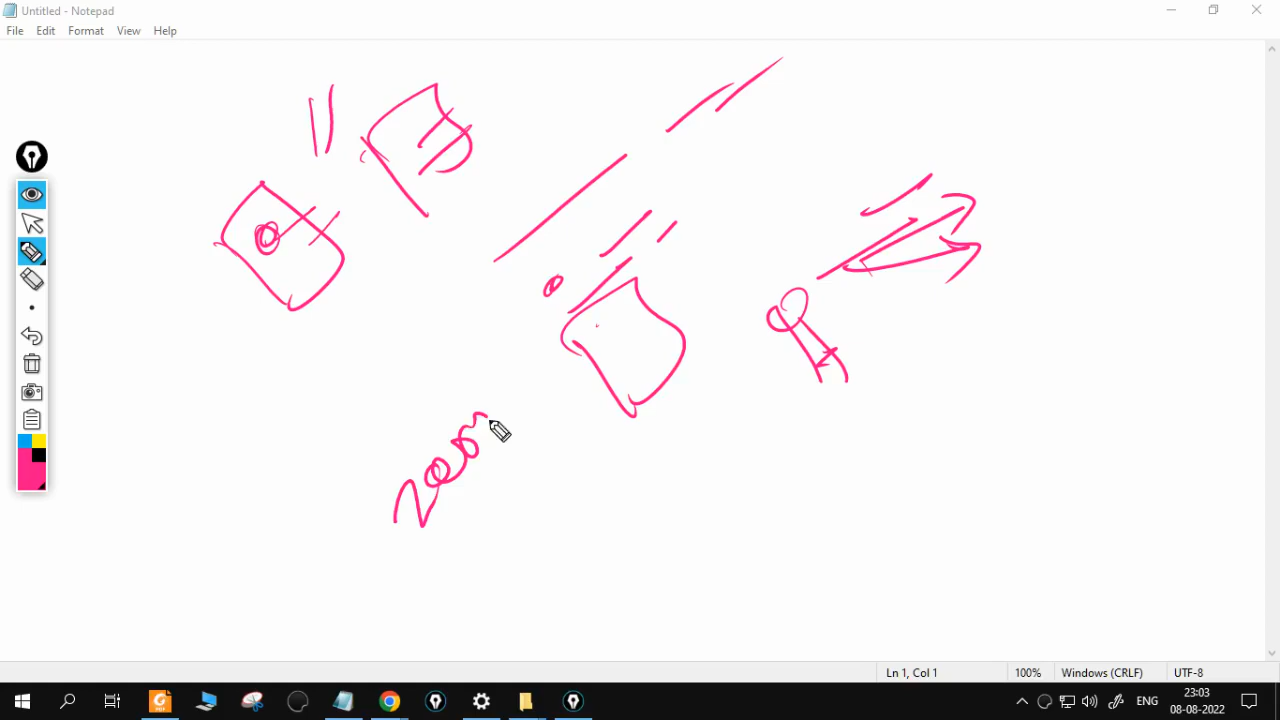 Untitled - Notepad
File Edit Format View Help
Ln 1, Col 1 100% Windows (CRLF) UTF-8
ENG 23:03
08-08-2022